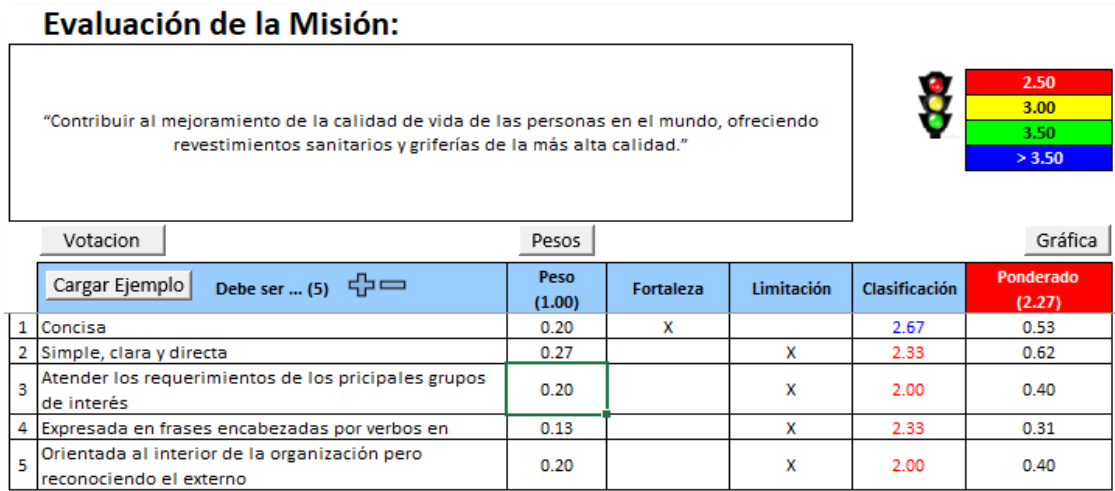 Evaluación de la Misión:
“Contribuir al mejoramiento de la calidad de vida de las personas en el mundo, ofreciendo
revestimientos sanitarios y griferías de la más alta calidad.”
2.50
3.00
3.50
> 3.50
Votacion Pesos Gráfica
Cargar Ejemplo Debe ser ... (5) Peso (1.00) Fortaleza Limitación Clasificación Ponderado (2.27)
1 Concisa 0.20 X 2.67 0.53
2 Simple, clara y directa 0.27 X 2.33 0.62
3 Atender los requerimientos de los pricipales grupos
de interés 0.20 X 2.00 0.40
4 Expresada en frases encabezadas por verbos en 0.13 X 2.33 0.31
5 Orientada al interior de la organización pero
reconociendo el externo 0.20 X 2.00 0.40